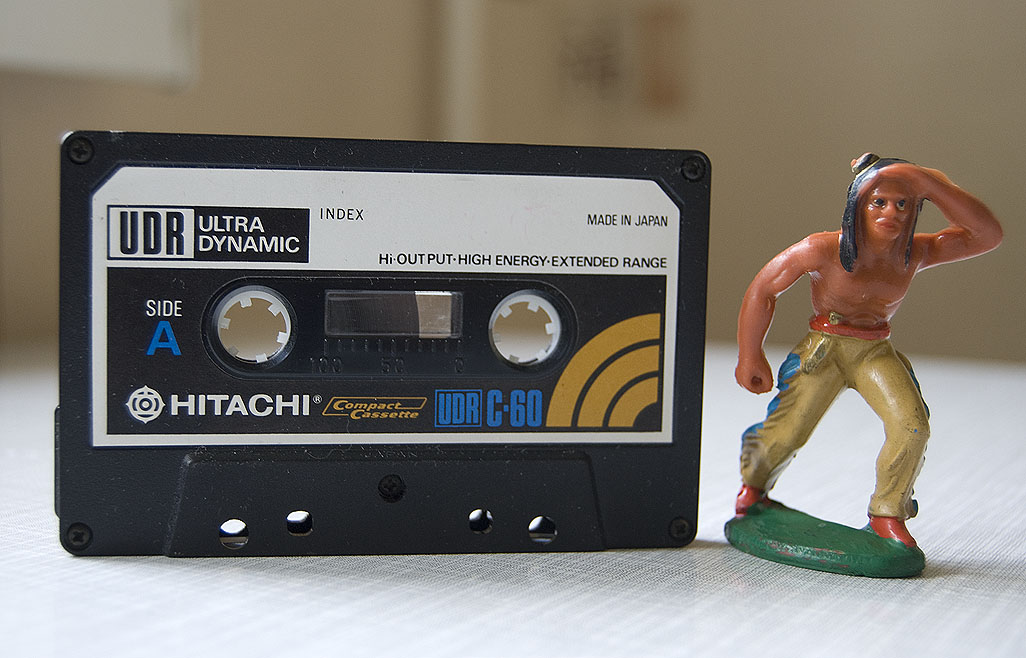 UDR ULTRA DYNAMIC
INDEX
MADE IN JAPAN
Hi·OUTPUT·HIGH ENERGY·EXTENDED RANGE
SIDE
A
100 50 0
HITACHI®
Compact Cassette
UDR C·60